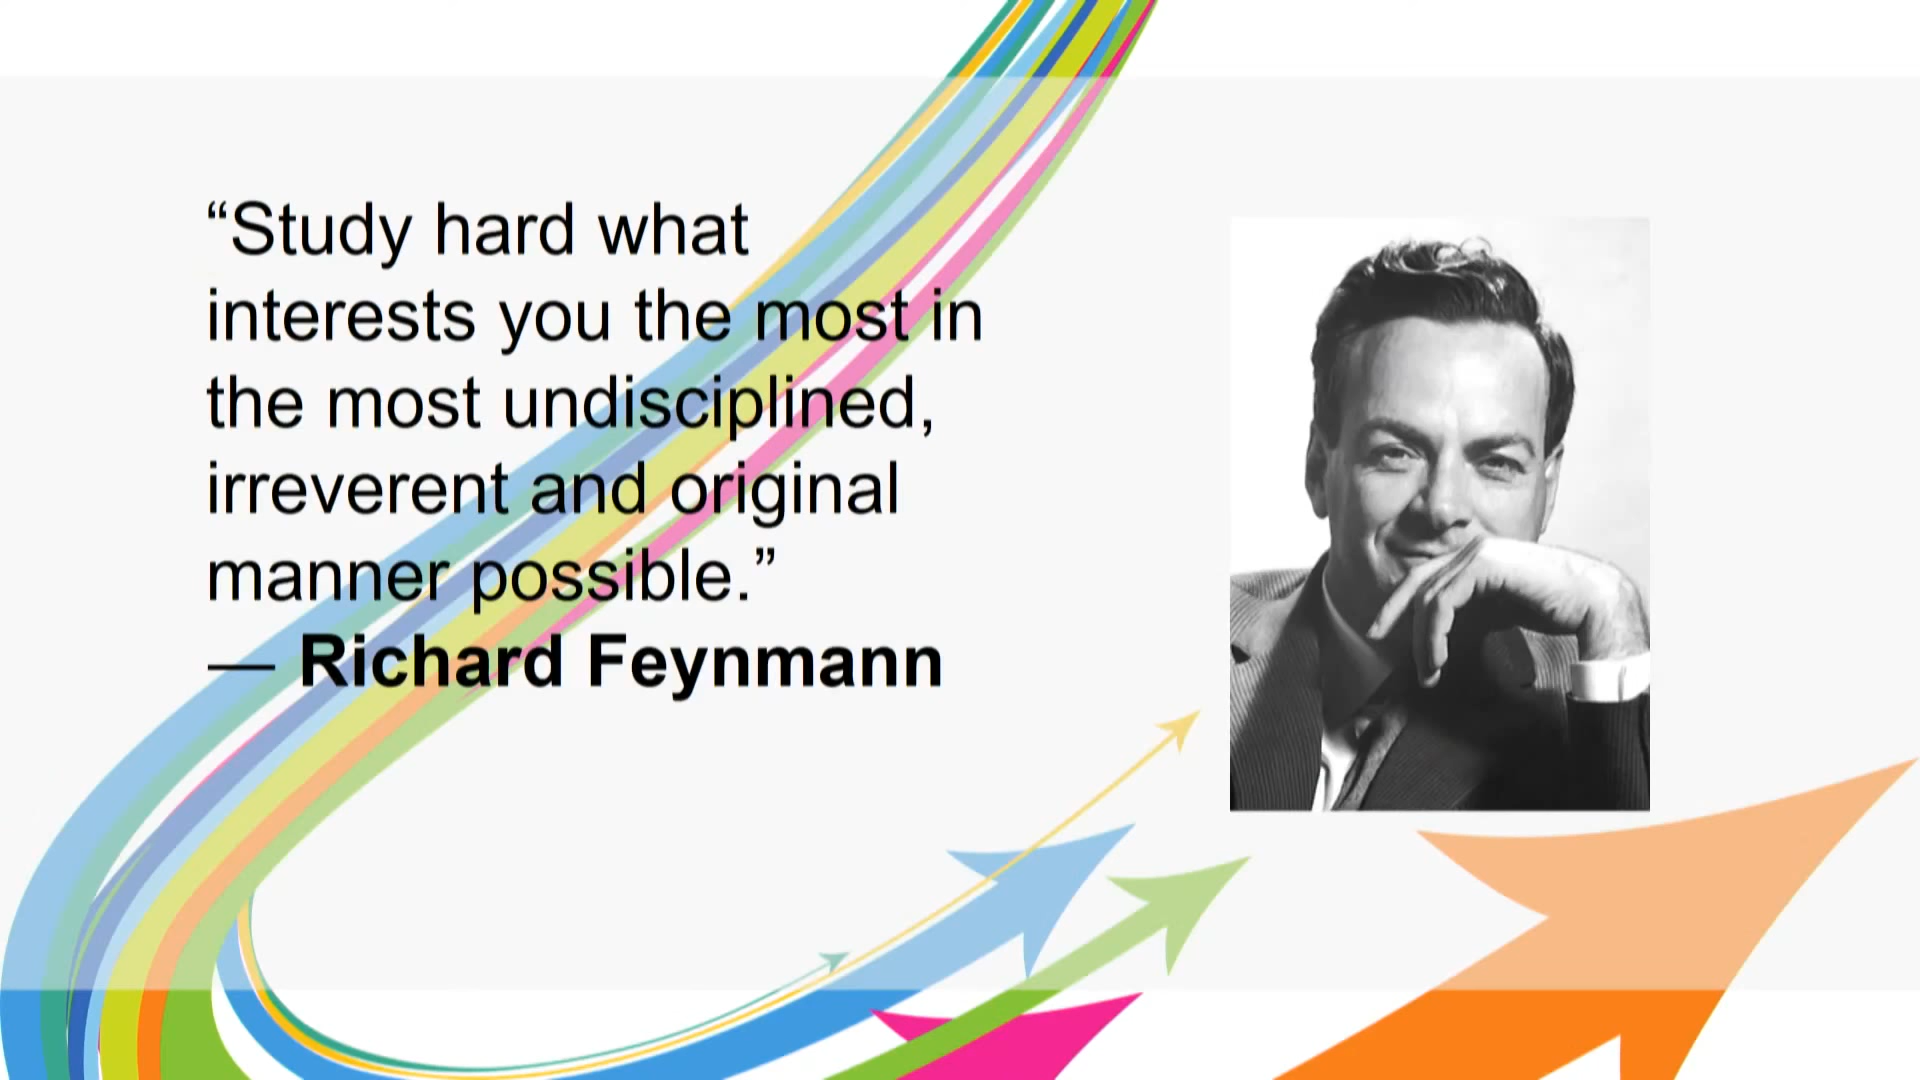 “Study hard what
interests you the most in
the most undisciplined,
irreverent and original
manner possible.”
— Richard Feynmann